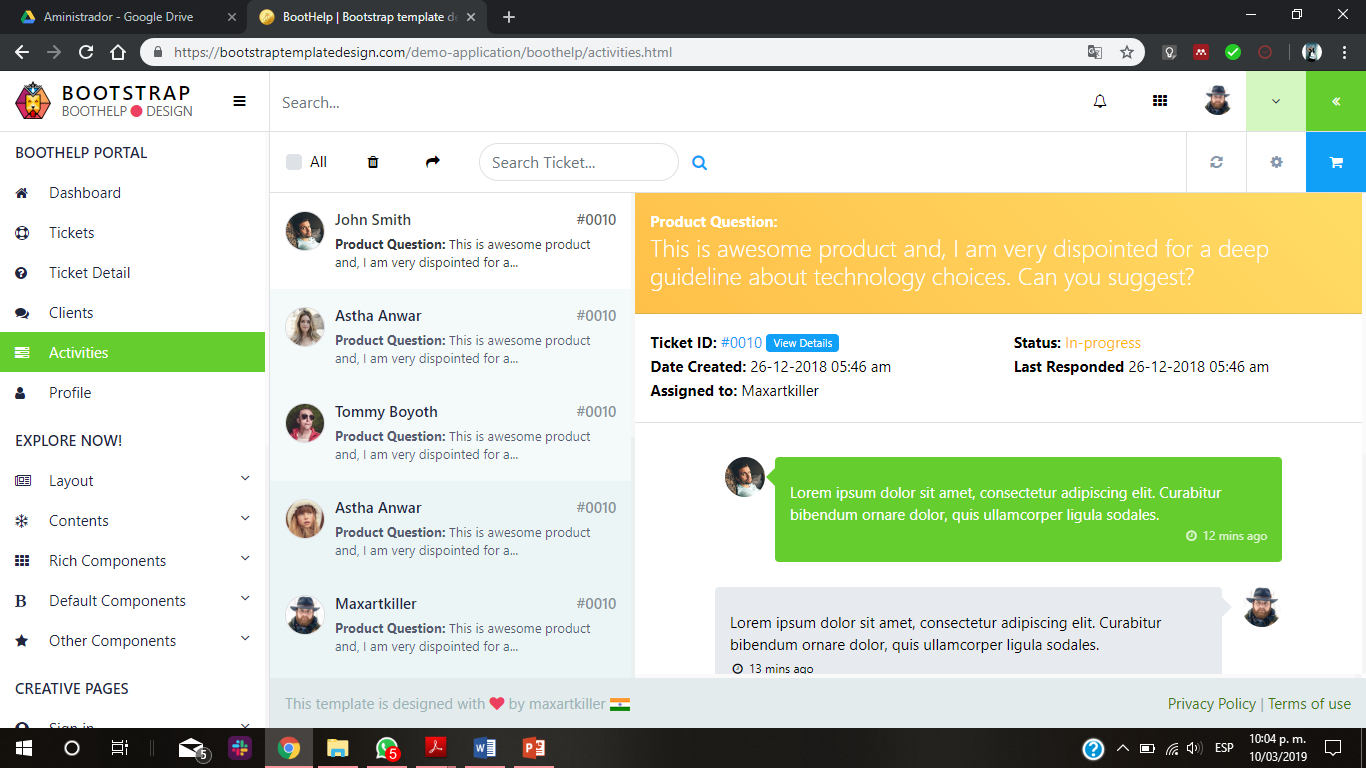 Aministrador - Google Drive
BootHelp | Bootstrap template de
https://bootstraptemplatedesign.com/demo-application/boothelp/activities.html
BOOTSTRAP
BOOTHELP DESIGN
Search...
BOOTHELP PORTAL
Dashboard
Tickets
Ticket Detail
Clients
Activities
Profile
EXPLORE NOW!
Layout
Contents
Rich Components
B Default Components
Other Components
CREATIVE PAGES
Sign in
All
Search Ticket...
John Smith #0010
Product Question: This is awesome product
and, I am very dispointed for a...
Astha Anwar #0010
Product Question: This is awesome product
and, I am very dispointed for a...
Tommy Boyoth #0010
Product Question: This is awesome product
and, I am very dispointed for a...
Astha Anwar #0010
Product Question: This is awesome product
and, I am very dispointed for a...
Maxartkiller #0010
Product Question: This is awesome product
and, I am very dispointed for a...
Product Question:
This is awesome product and, I am very dispointed for a deep
guideline about technology choices. Can you suggest?
Ticket ID: #0010 View Details
Status: In-progress
Date Created: 26-12-2018 05:46 am
Last Responded 26-12-2018 05:46 am
Assigned to: Maxartkiller
Lorem ipsum dolor sit amet, consectetur adipiscing elit. Curabitur
bibendum ornare dolor, quis ullamcorper ligula sodales.
12 mins ago
Lorem ipsum dolor sit amet, consectetur adipiscing elit. Curabitur
bibendum ornare dolor, quis ullamcorper ligula sodales.
13 mins ago
This template is designed with by maxartkiller
Privacy Policy | Terms of use
5
5
ESP
10:04 p. m.
10/03/2019